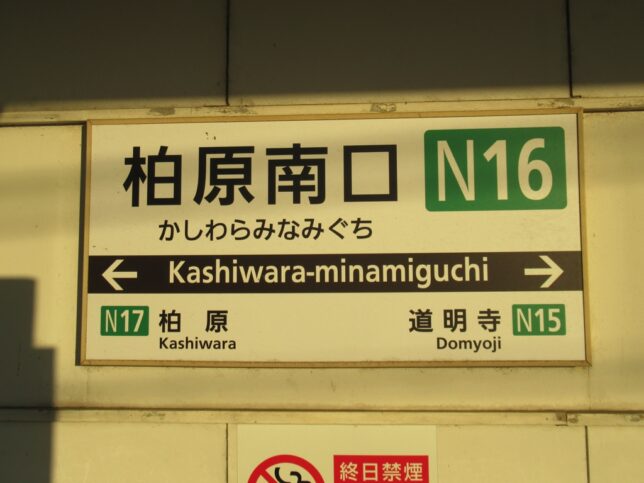 柏原南口 N16
かしわらみなみぐち
← Kashiwara-minamiguchi →
N17 柏原 道明寺 N15
Kashiwara Domyoji
終日禁煙